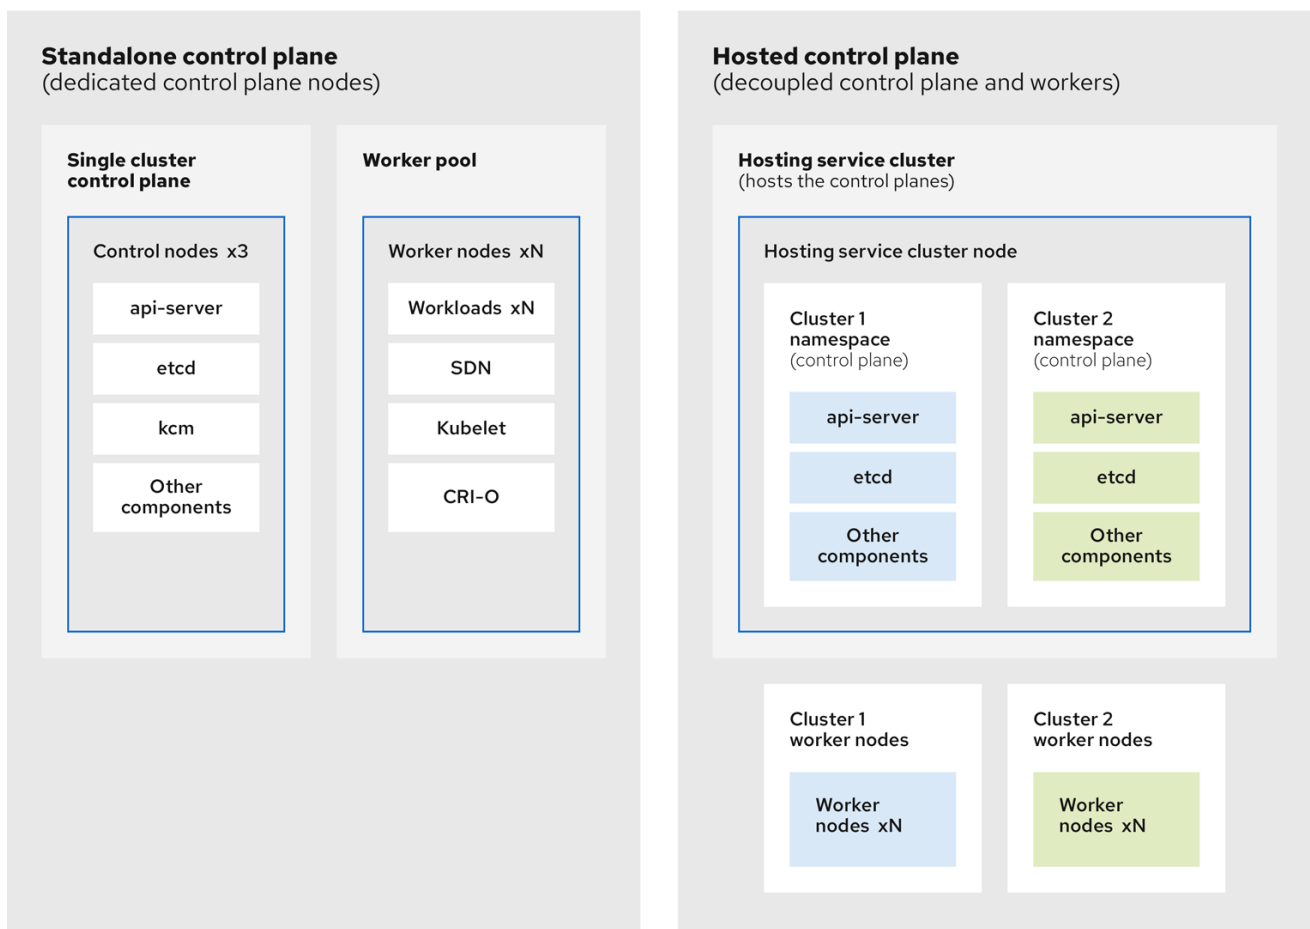 Standalone control plane
(dedicated control plane nodes)
Single cluster
control plane
Control nodes x3
api-server
etcd
kcm
Other
components
Worker pool
Worker nodes xN
Workloads xN
SDN
Kubelet
CRI-O
Hosted control plane
(decoupled control plane and workers)
Hosting service cluster
(hosts the control planes)
Hosting service cluster node
Cluster 1
namespace
(control plane)
api-server
etcd
Other
components
Cluster 2
namespace
(control plane)
api-server
etcd
Other
components
Cluster 1
worker nodes
Worker
nodes xN
Cluster 2
worker nodes
Worker
nodes xN